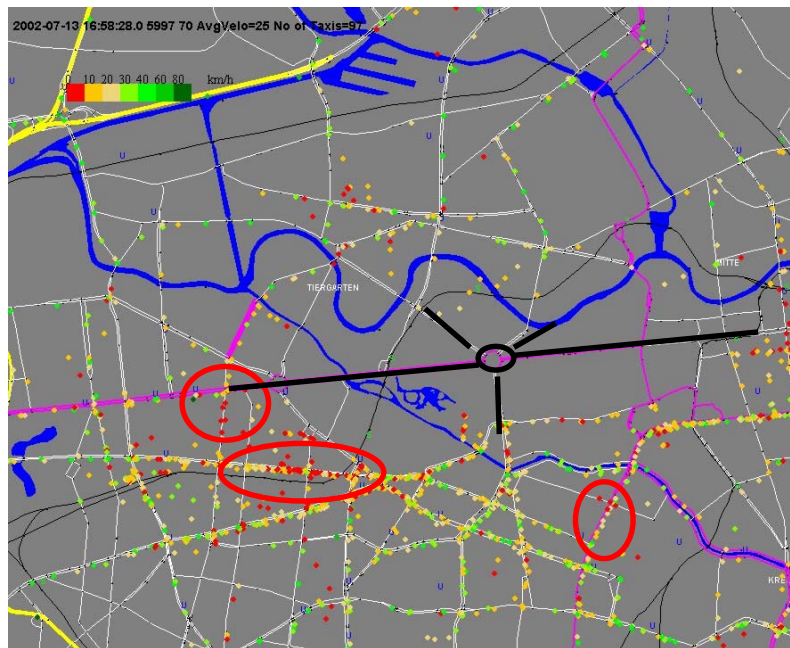 2002-07-13 16:58:28.0 5997 70 AvgVelo=25 No of Taxis=97
U
0 10 20 30 40 60 80 km/h
U
U
U
U
MITTE
TIERGARTEN
U
U
U
U
U
U
U
U
U
KRE
U
U
U